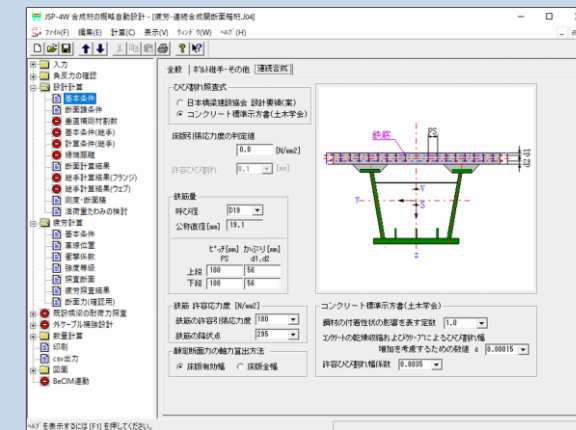 JSP-4W 合成桁の概略自動設計 - [疲労-連続合成開断面箱桁.J04]
ファイル(F) 編集(E) 計算(C) 表示(V) ウィンドウ(W) ヘルプ(H)
入力
負反力の確認
設計計算
基本条件
断面諸条件
垂直補剛材割数
基本条件(継手)
計算条件(継手)
縁端距離
断面計算結果
継手計算結果(フランジ)
継手計算結果(ウェブ)
剛度・断面積
活荷重たわみの検討
疲労計算
基本条件
車線位置
衝撃係数
強度等級
照査断面
疲労照査結果
断面力(確認用)
既設橋梁の耐荷力照査
外ケーブル補強設計
数量計算
印刷
csv出力
図面
BeCIM連動
全般 ボルト継手・その他 連続合成
ひび割れ照査式
日本橋梁建設協会 設計要領(案)
コンクリート標準示方書(土木学会)
床版引張応力度の判定値
0.0 [N/mm2]
許容ひび割れ 0.1 [mm]
鉄筋量
呼び径 D19
公称直径[mm] 19.1
ピッチ[mm] かぶり[mm]
PS d1,d2
上段 100 56
下段 100 56
鉄筋 許容応力度 [N/mm2]
鉄筋の許容引張応力度 180
鉄筋の降伏点 295
静定断面力の軸力算出方法
床版有効幅 床版全幅
鉄筋
PS
d1
d2
Y
Y
S
z
コンクリート標準示方書(土木学会)
鋼材の付着性状の影響を表す定数 1.0
コンクリートの乾燥収縮およびクリープによるひび割れ幅
増加を考慮するための数値 ε 0.00015
許容ひび割れ幅係数 0.0035
ヘルプ を表示するには [F1] を押してください。